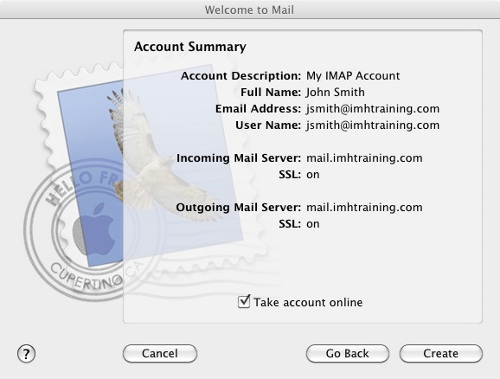 Welcome to Mail
Account Summary
Account Description: My IMAP Account
Full Name: John Smith
Email Address: jsmith@imhtraining.com
User Name: jsmith@imhtraining.com
Incoming Mail Server: mail.imhtraining.com
SSL: on
Outgoing Mail Server: mail.imhtraining.com
SSL: on
HELLO FR
CUPERTINO, CA
Take account online
? Cancel Go Back Create